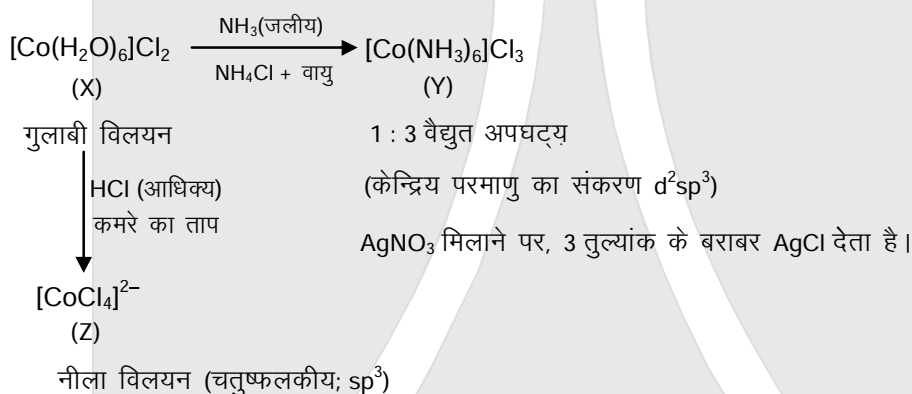 NH₃(जलीय)
[Co(H₂O)₆]Cl₂ [Co(NH₃)₆]Cl₃
NH₄Cl + वायु
(X) (Y)
गुलाबी विलयन 1 : 3 वैद्युत अपघट्य़
HCl (आधिक्य) (केन्द्रिय परमाणु का संकरण d²sp³)
कमरे का ताप
AgNO₃ मिलाने पर, 3 तुल्यांक के बराबर AgCl देता है।
[CoCl₄]²⁻
(Z)
नीला विलयन (चतुष्फलकीय; sp³)